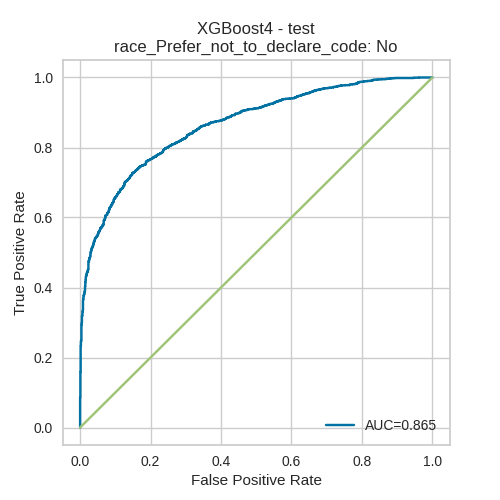 XGBoost4 - test
race_Prefer_not_to_declare_code: No
True Positive Rate
1.0
0.8
0.6
0.4
0.2
0.0
AUC=0.865
0.0 0.2 0.4 0.6 0.8 1.0
False Positive Rate